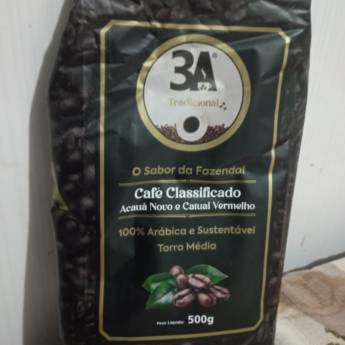 3A®
Tradicional
O Sabor da Fazenda!
Café Classificado
Acauã Novo e Catuaí Vermelho
100% Arábica e Sustentável
Torra Média
Peso Líquido: 500g